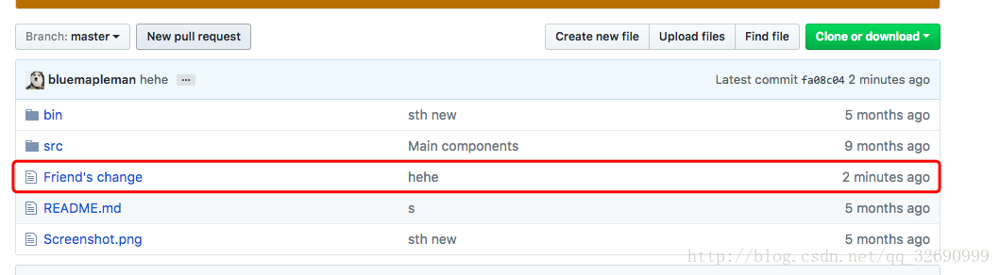 Branch: master New pull request Create new file Upload files Find file Clone or download
bluemapleman hehe ... Latest commit fa08c04 2 minutes ago
bin sth new 5 months ago
src Main components 9 months ago
Friend's change hehe 2 minutes ago
README.md s 5 months ago
Screenshot.png sth new 5 months ago
http://blog.csdn.net/qq_32690999